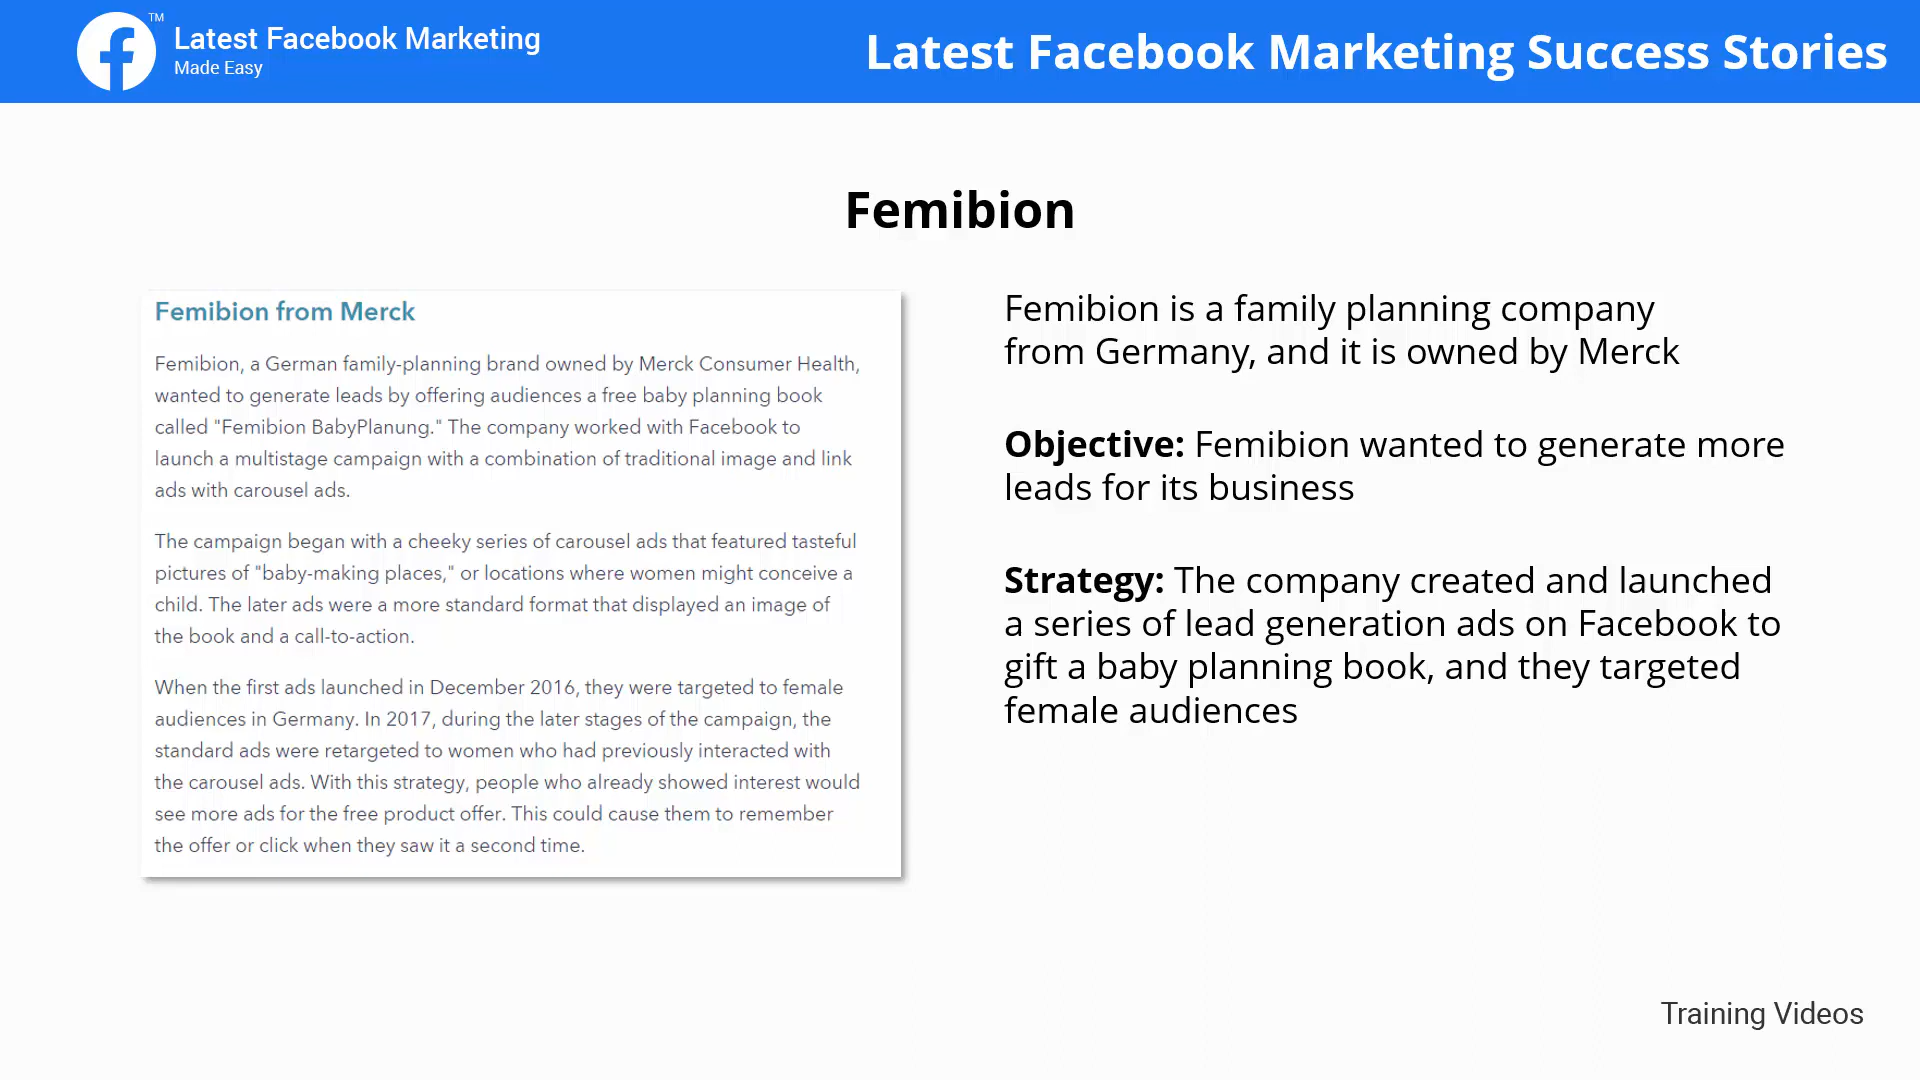 TM
Latest Facebook Marketing
Made Easy
Latest Facebook Marketing Success Stories
Femibion
Femibion from Merck
Femibion, a German family-planning brand owned by Merck Consumer Health,
wanted to generate leads by offering audiences a free baby planning book
called "Femibion BabyPlanung." The company worked with Facebook to
launch a multistage campaign with a combination of traditional image and link
ads with carousel ads.
The campaign began with a cheeky series of carousel ads that featured tasteful
pictures of "baby-making places," or locations where women might conceive a
child. The later ads were a more standard format that displayed an image of
the book and a call-to-action.
When the first ads launched in December 2016, they were targeted to female
audiences in Germany. In 2017, during the later stages of the campaign, the
standard ads were retargeted to women who had previously interacted with
the carousel ads. With this strategy, people who already showed interest would
see more ads for the free product offer. This could cause them to remember
the offer or click when they saw it a second time.
Femibion is a family planning company
from Germany, and it is owned by Merck
Objective: Femibion wanted to generate more
leads for its business
Strategy: The company created and launched
a series of lead generation ads on Facebook to
gift a baby planning book, and they targeted
female audiences
Training Videos